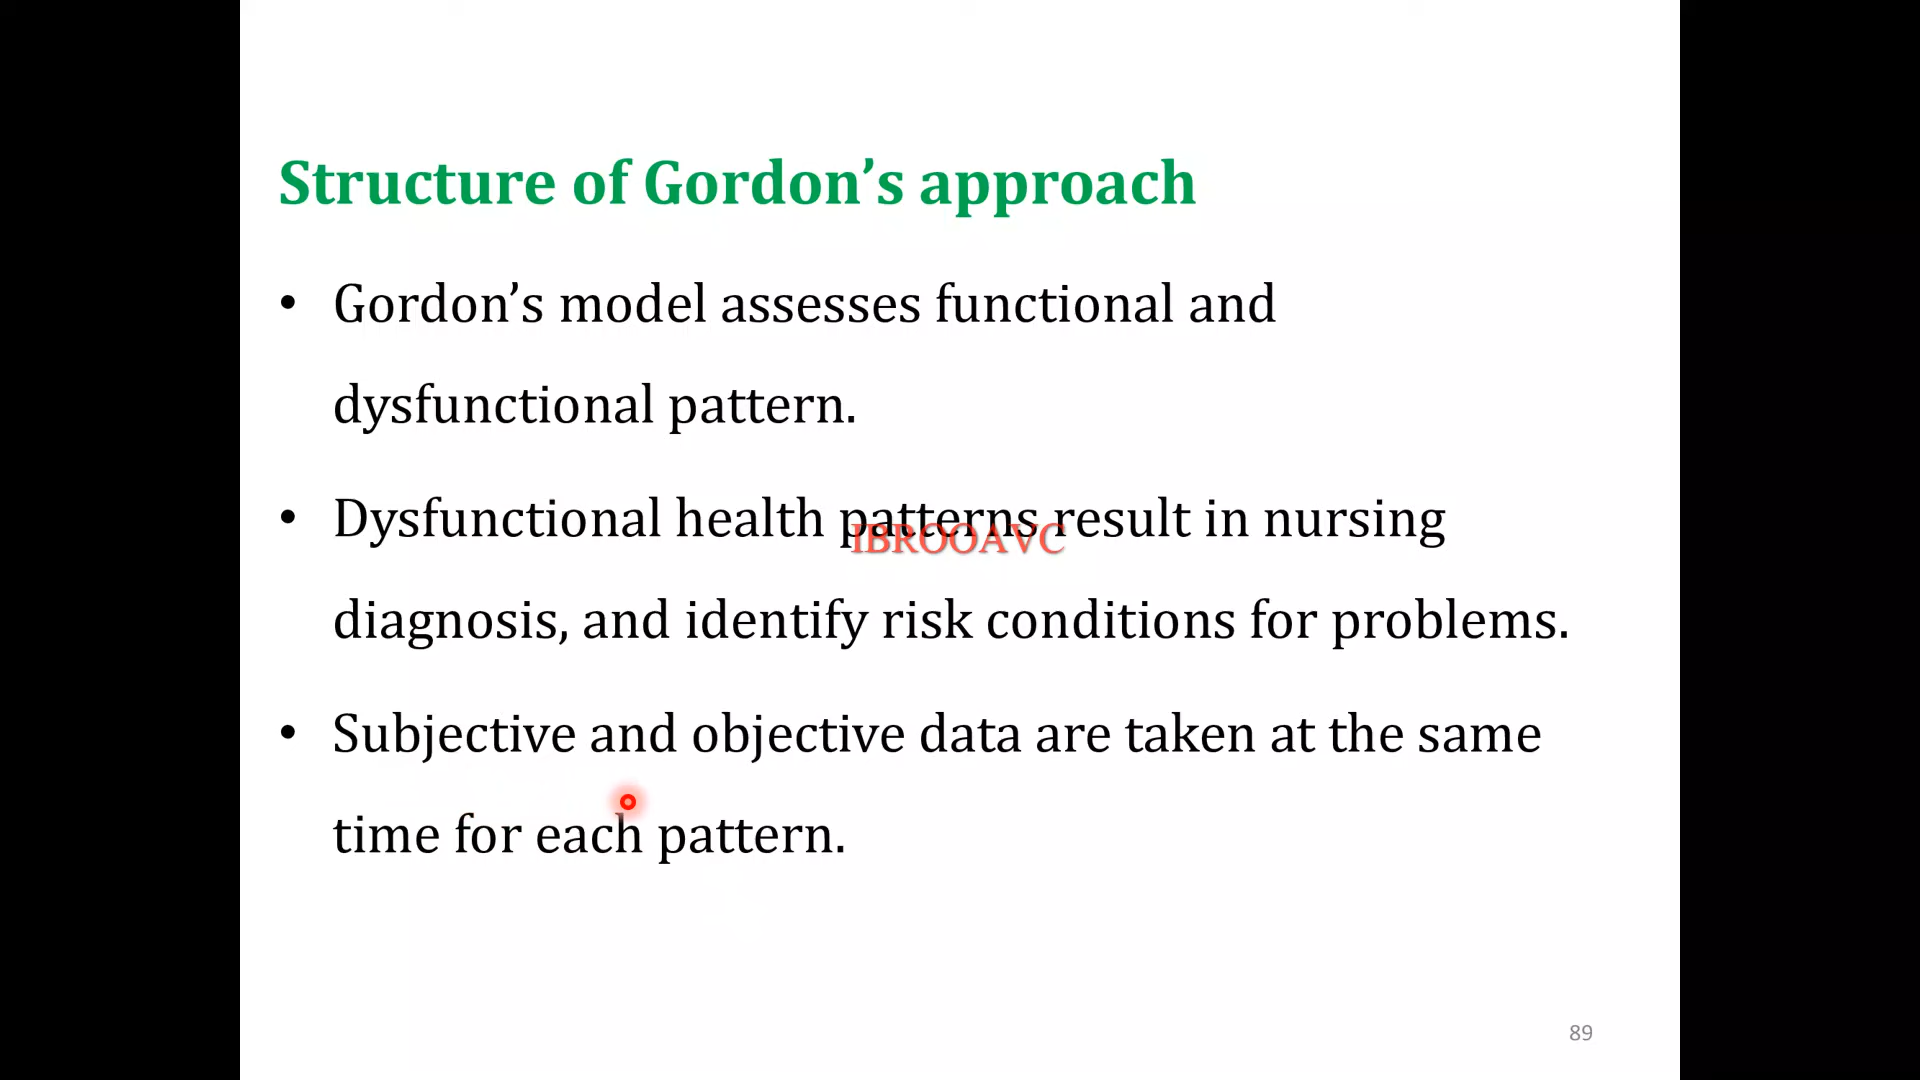 Structure of Gordon’s approach
• Gordon’s model assesses functional and
dysfunctional pattern.
• Dysfunctional health patterns result in nursing
IBROOAVC
diagnosis, and identify risk conditions for problems.
• Subjective and objective data are taken at the same
time for each pattern.
89